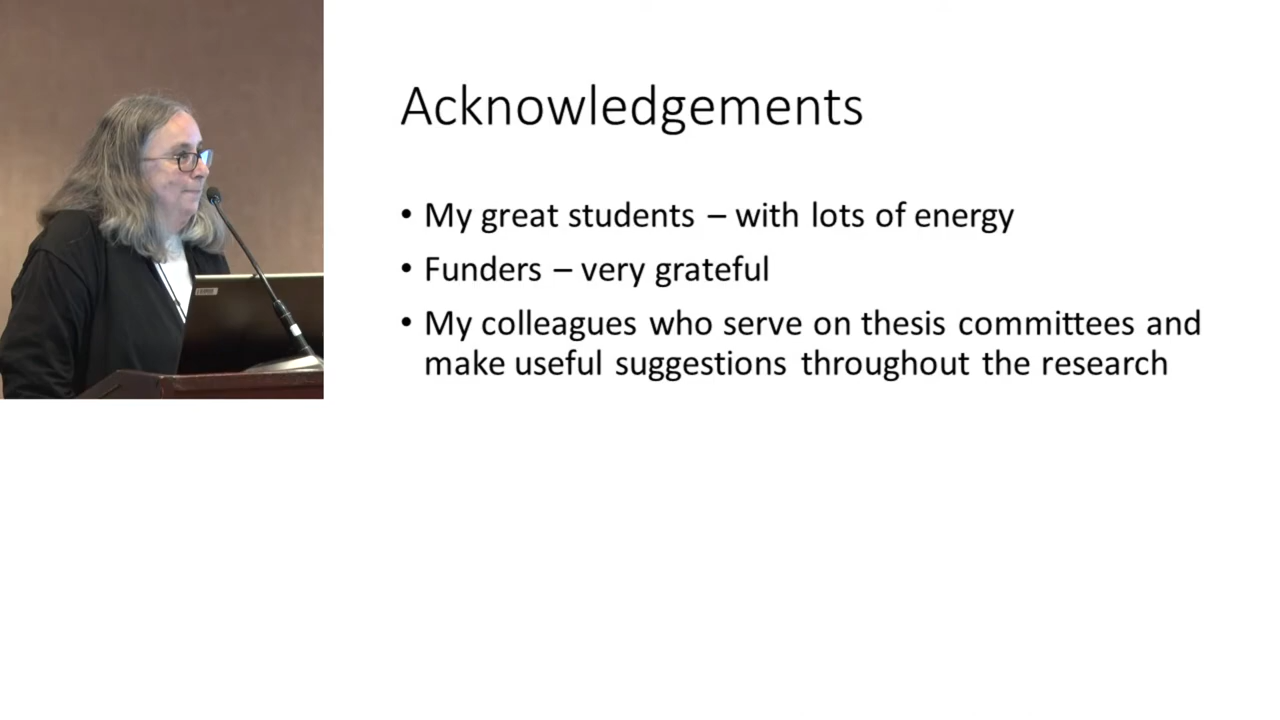 Acknowledgements
• My great students – with lots of energy
• Funders – very grateful
• My colleagues who serve on thesis committees and
make useful suggestions throughout the research